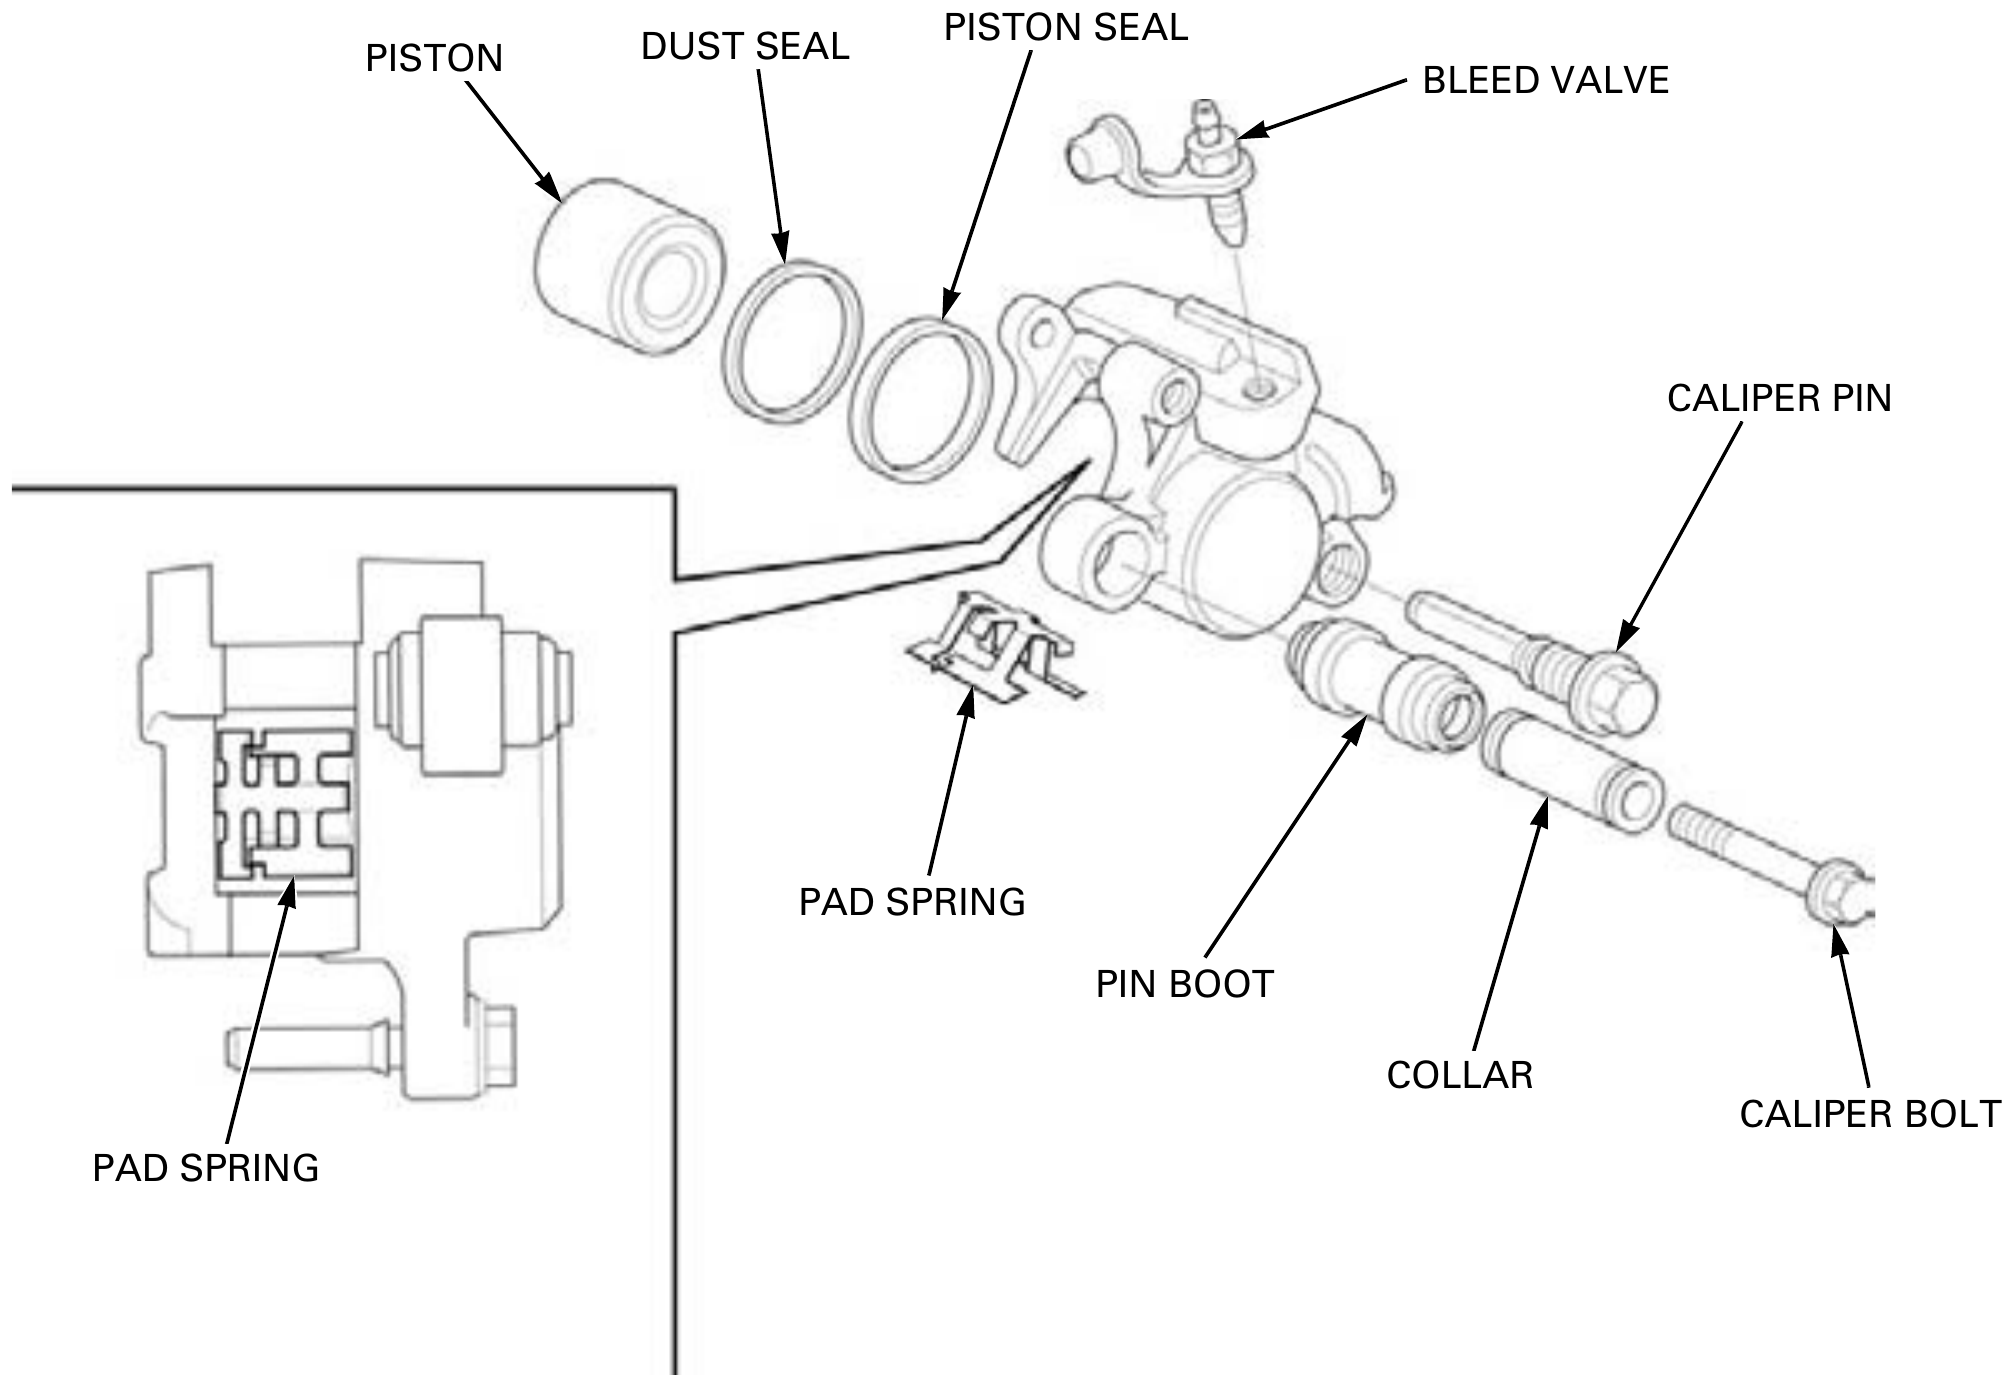 PISTON
DUST SEAL
PISTON SEAL
BLEED VALVE
CALIPER PIN
PAD SPRING
PIN BOOT
COLLAR
CALIPER BOLT
PAD SPRING